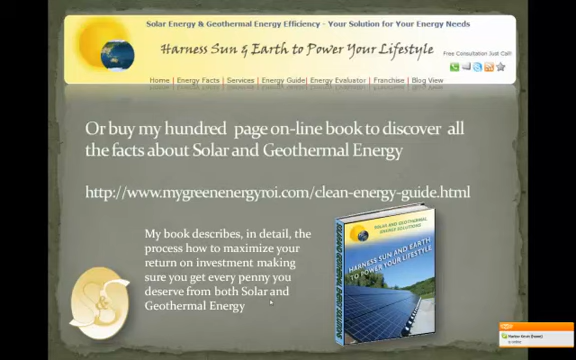 Solar Energy & Geothermal Energy Efficiency - Your Solution for Your Energy Needs
Harness Sun & Earth to Power Your Lifestyle
Free Consultation Just Call!
Home | Energy Facts | Services | Energy Guide | Energy Evaluator | Franchise | Blog View
Or buy my hundred page on-line book to discover all
the facts about Solar and Geothermal Energy
http://www.mygreenenergyroi.com/clean-energy-guide.html
My book describes, in detail, the
process how to maximize your
return on investment making
sure you get every penny you
deserve from both Solar and
Geothermal Energy
S&S
SOLAR AND GEOTHERMAL
ENERGY SOLUTIONS
HARNESS SUN AND EARTH
TO POWER YOUR LIFESTYLE